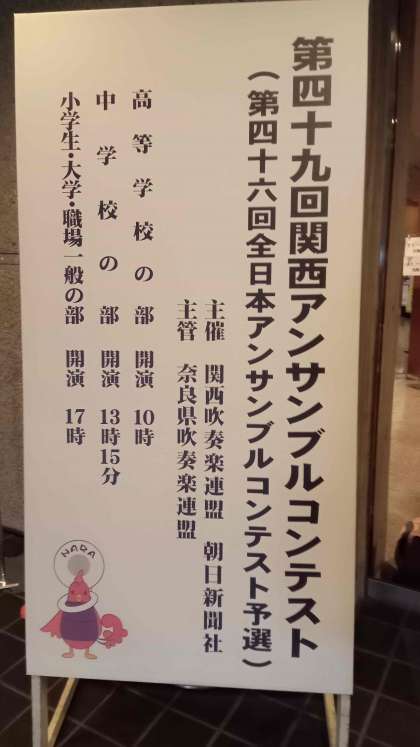 第四十九回関西アンサンブルコンテスト
(第四十六回全日本アンサンブルコンテスト予選)
主催 関西吹奏楽連盟 朝日新聞社
主管 奈良県吹奏楽連盟
高等学校の部 開演 10時
中学校の部 開演 13時15分
小学生・大学・職場一般の部 開演 17時
NARA